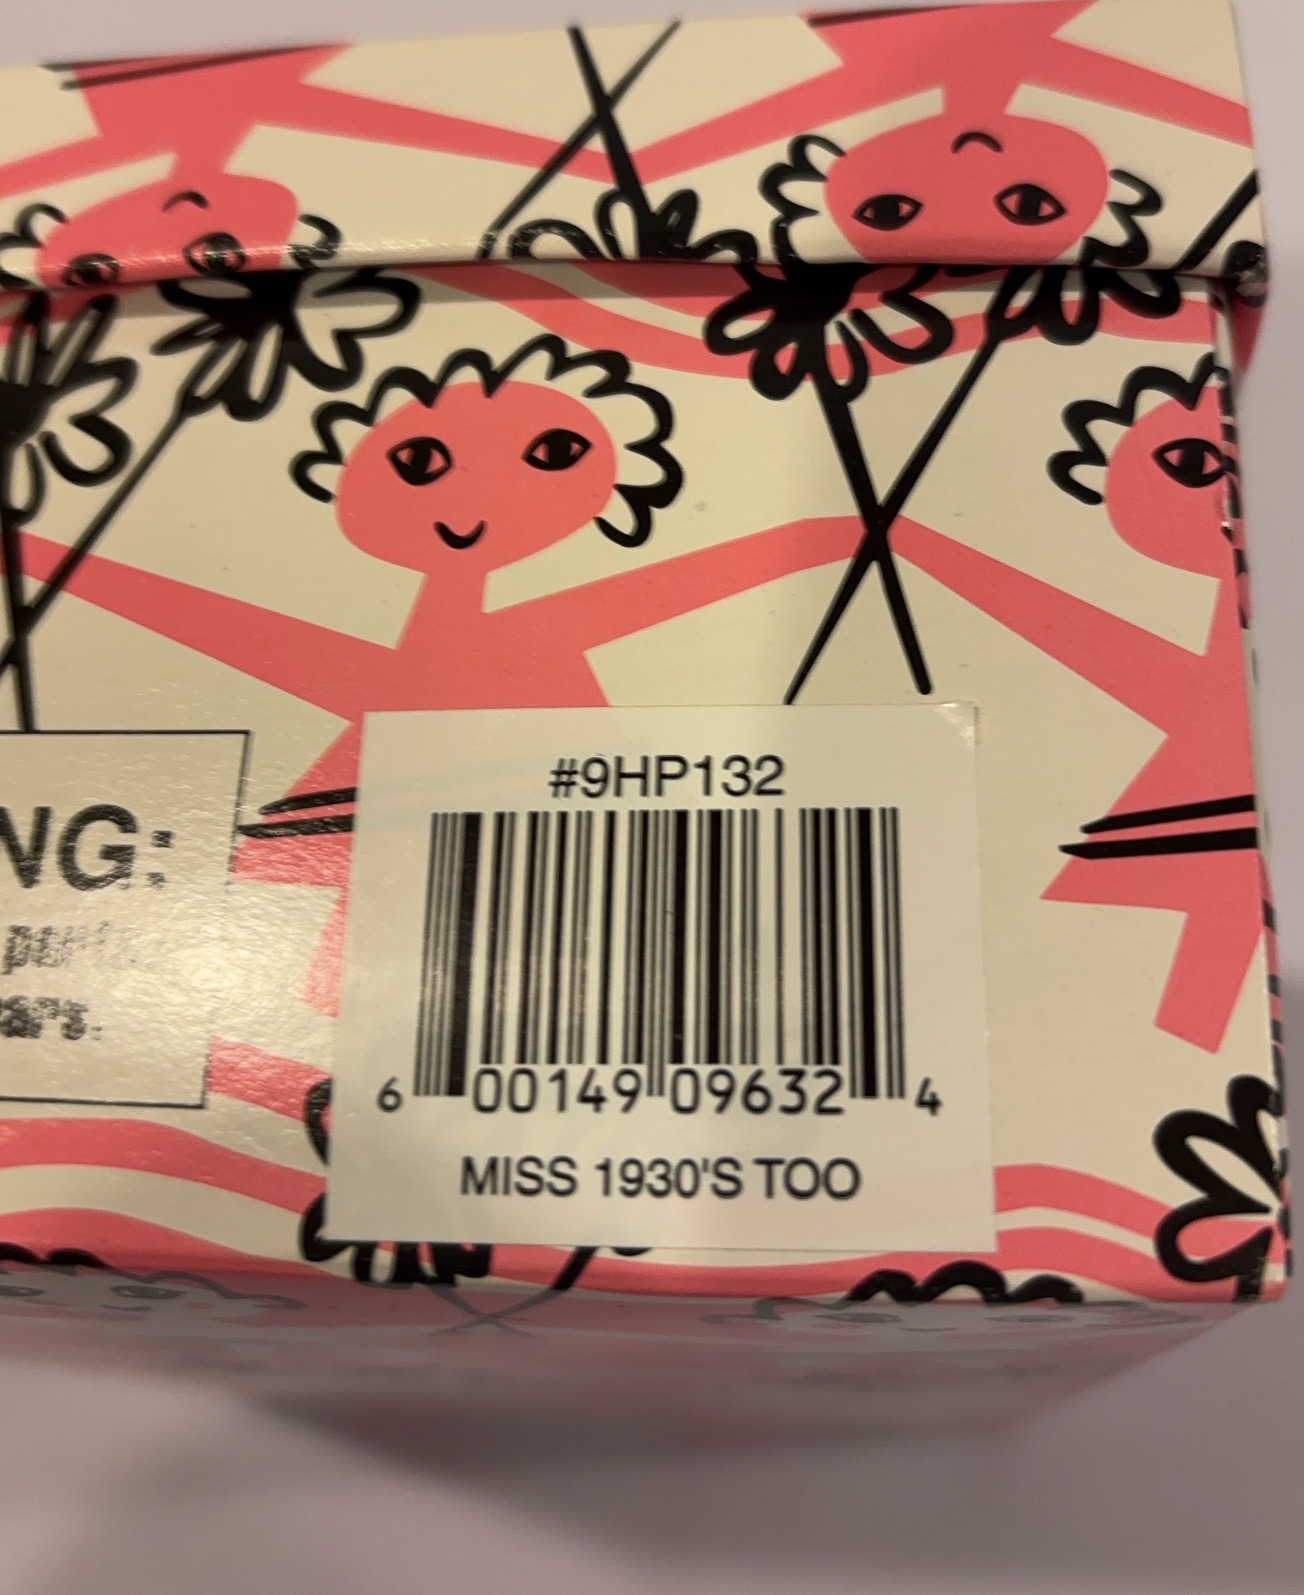 #9HP132
NG:
6 00149 09632 4
MISS 1930'S TOO